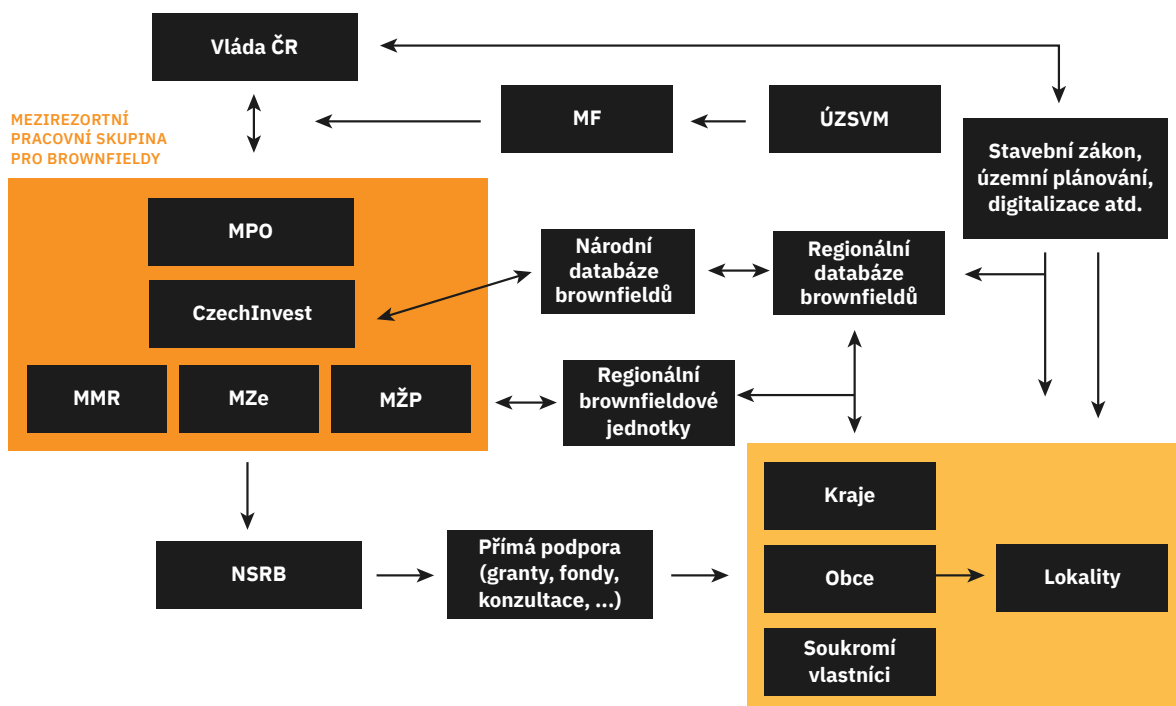 Vláda ČR
MEZIREZORTNÍ
PRACOVNÍ SKUPINA
PRO BROWNFIELDY
MF
ÚZSVM
Stavební zákon,
územní plánování,
digitalizace atd.
MPO
CzechInvest
MMR
MZe
MŽP
Národní
databáze
brownfieldů
Regionální
databáze
brownfieldů
Regionální
brownfieldové
jednotky
NSRB
Přímá podpora
(granty, fondy,
konzultace, ...)
Kraje
Obce
Soukromí
vlastníci
Lokality